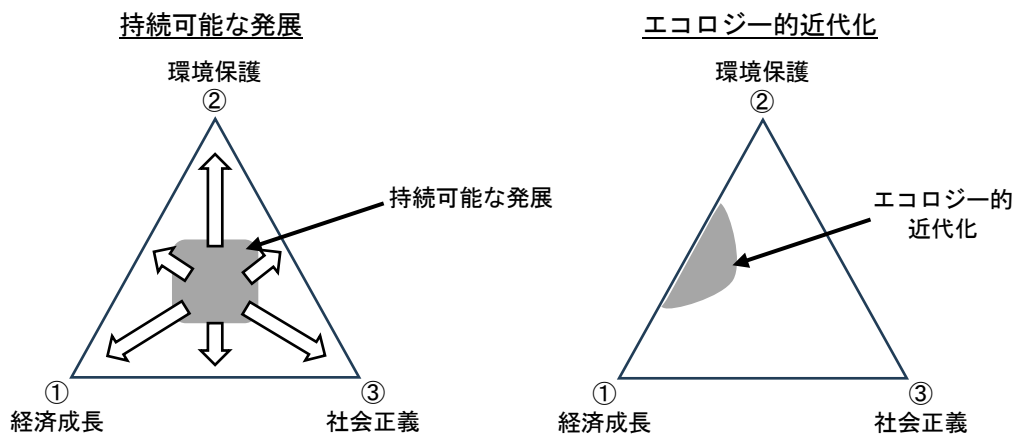 持続可能な発展
環境保護
②
持続可能な発展
①
経済成長
③
社会正義
エコロジー的近代化
環境保護
②
エコロジー的
近代化
①
経済成長
③
社会正義